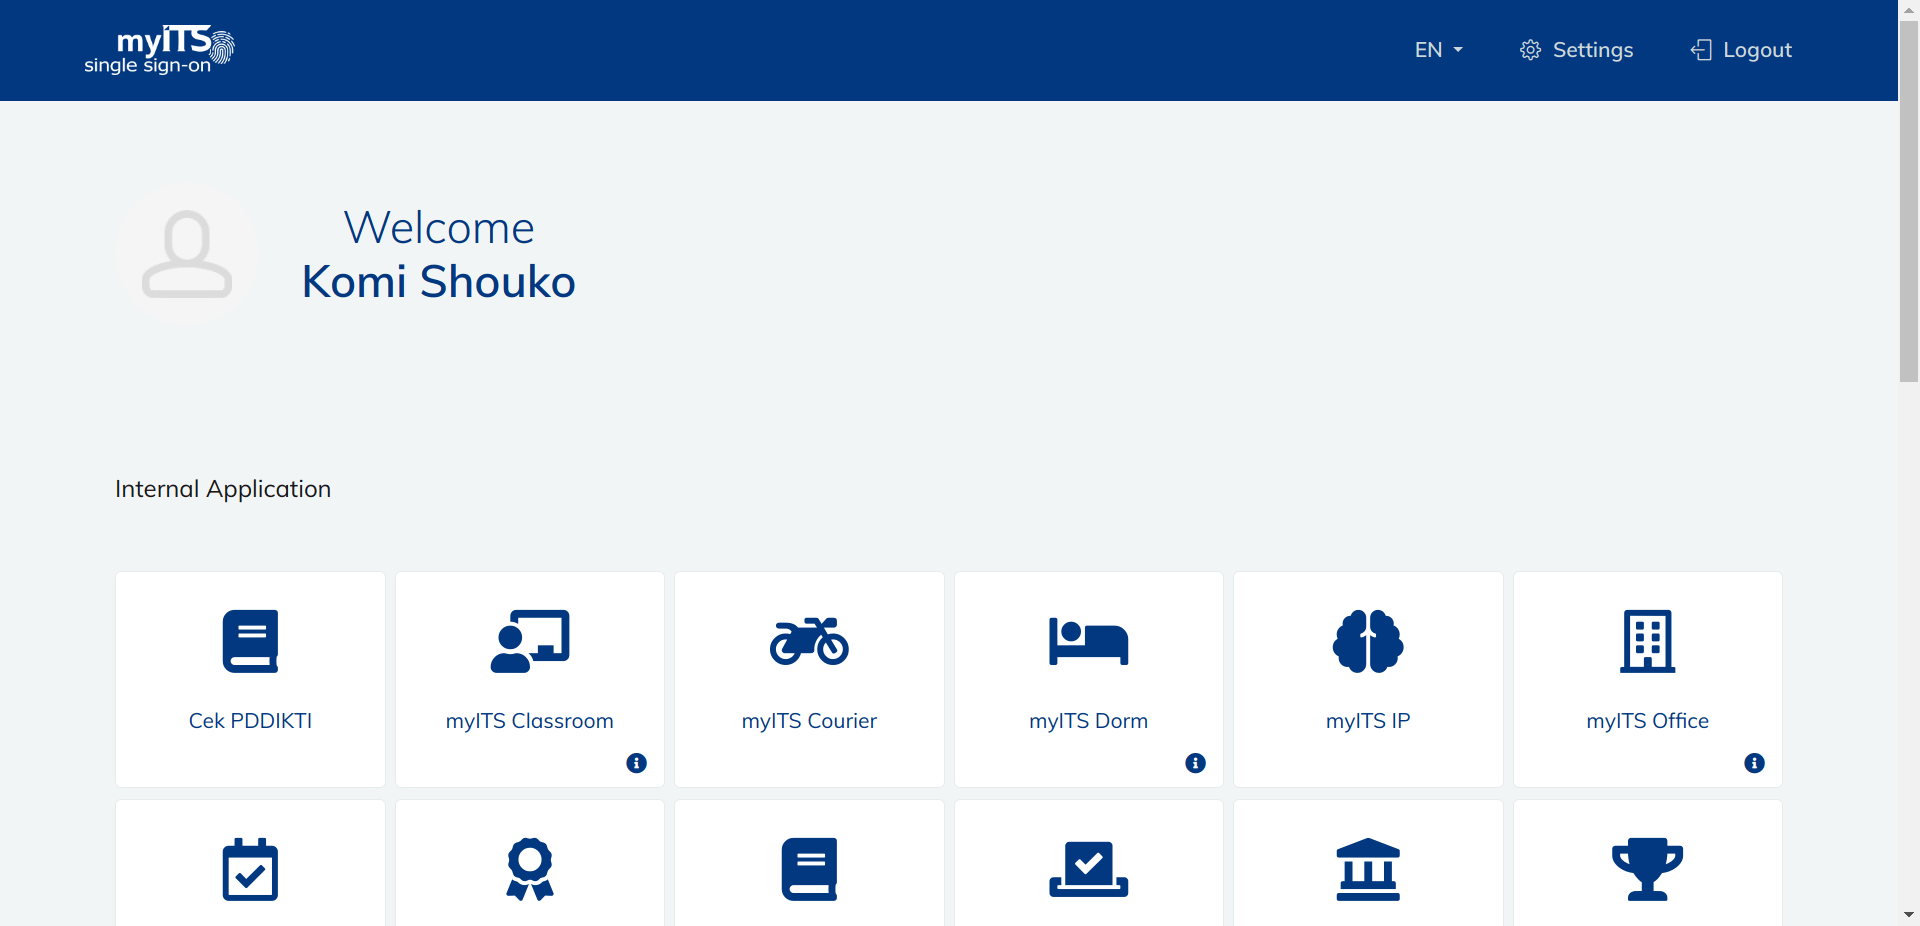 myITS
single sign-on
EN
Settings
Logout
Welcome
Komi Shouko
Internal Application
Cek PDDIKTI
myITS Classroom
myITS Courier
myITS Dorm
myITS IP
myITS Office